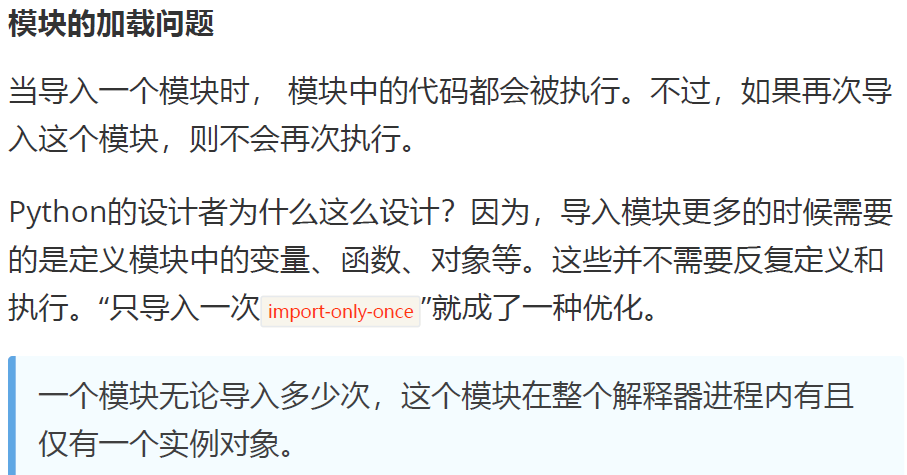 模块的加载问题
当导入一个模块时， 模块中的代码都会被执行。不过，如果再次导
入这个模块，则不会再次执行。
Python的设计者为什么这么设计？因为，导入模块更多的时候需要
的是定义模块中的变量、函数、对象等。这些并不需要反复定义和
执行。“只导入一次import-only-once”就成了一种优化。
一个模块无论导入多少次，这个模块在整个解释器进程内有且
仅有一个实例对象。